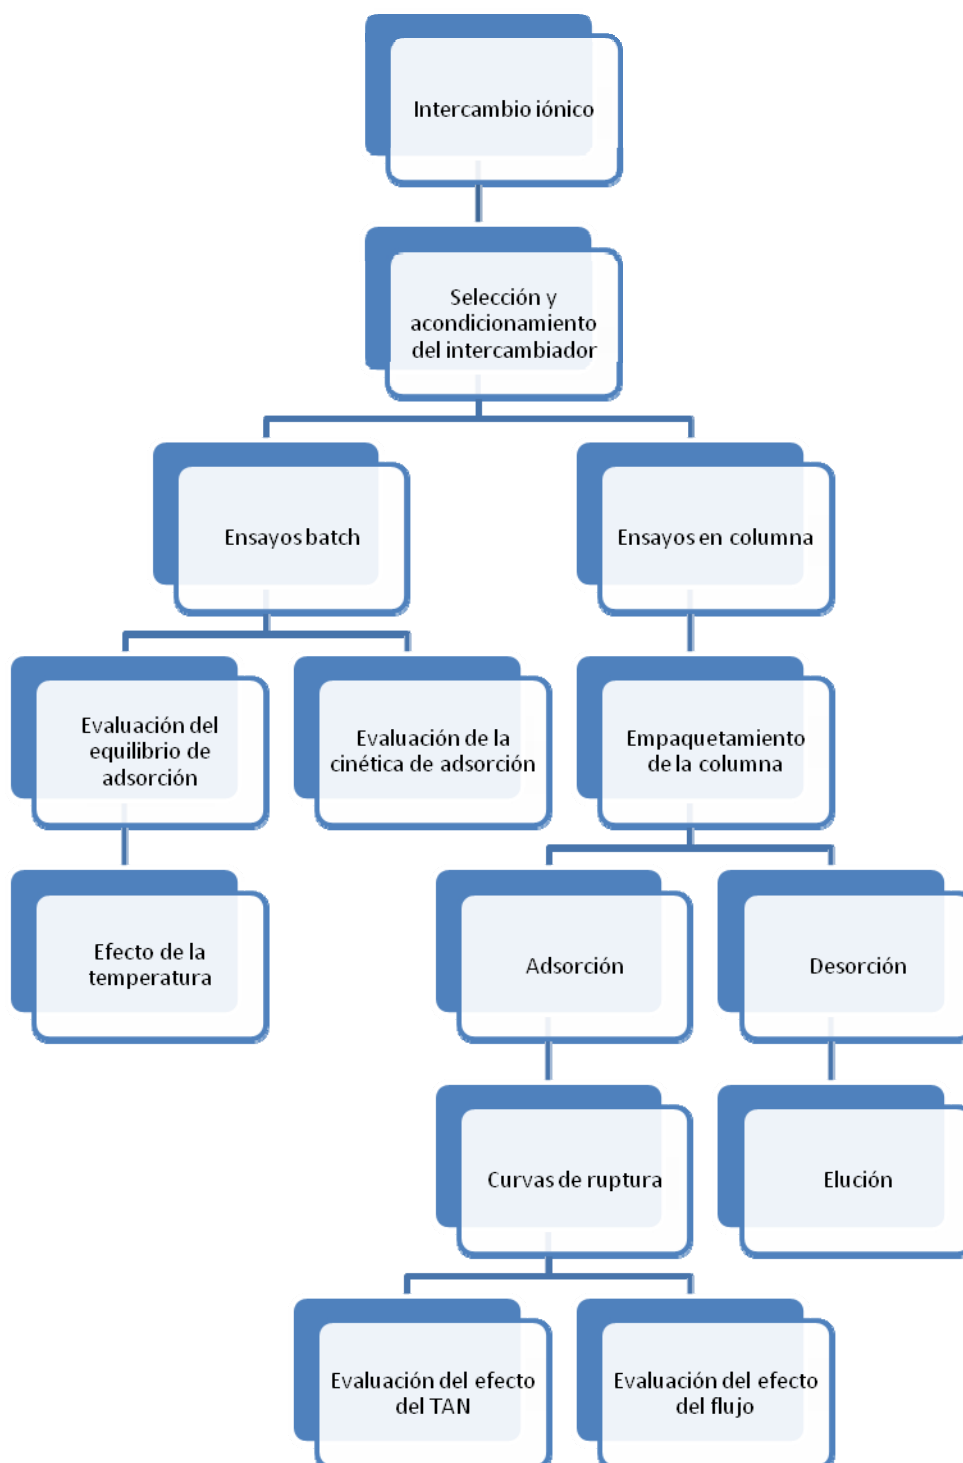 Intercambio iónico
Selección y
acondicionamiento
del intercambiador
Ensayos batch
Ensayos en columna
Evaluación del
equilibrio de
adsorción
Evaluación de la
cinética de adsorción
Empaquetamiento
de la columna
Efecto de la
temperatura
Adsorción
Desorción
Curvas de ruptura
Elución
Evaluación del efecto
del TAN
Evaluación del efecto
del flujo